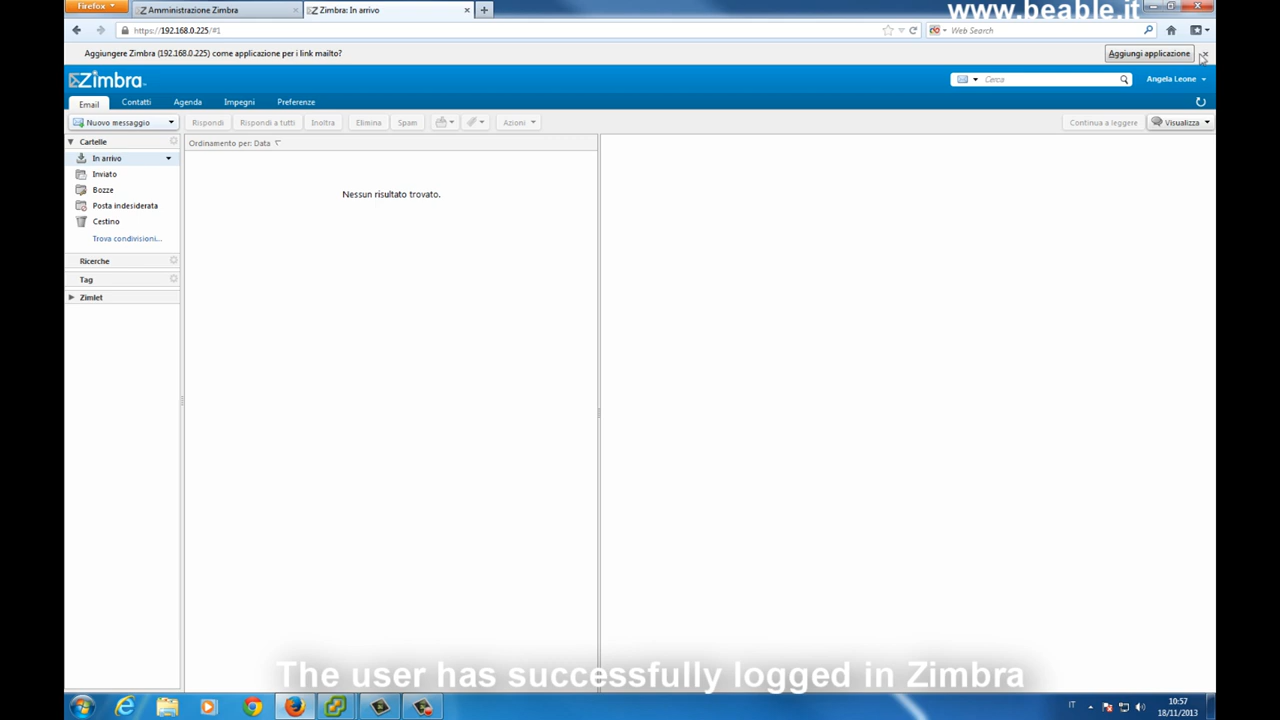 Firefox
Amministrazione Zimbra
Zimbra: In arrivo
www.beable.it
https://192.168.0.225/#1
Web Search
Aggiungere Zimbra (192.168.0.225) come applicazione per i link mailto?
Aggiungi applicazione
Zimbra
Cerca
Angela Leone
Email
Contatti
Agenda
Impegni
Preferenze
Nuovo messaggio
Rispondi
Rispondi a tutti
Inoltra
Elimina
Spam
Azioni
Continua a leggere
Visualizza
Cartelle
Ordinamento per: Data
In arrivo
Inviato
Nessun risultato trovato.
Bozze
Posta indesiderata
Cestino
Trova condivisioni...
Ricerche
Tag
Zimlet
The user has successfully logged in Zimbra
IT
10:57
18/11/2013